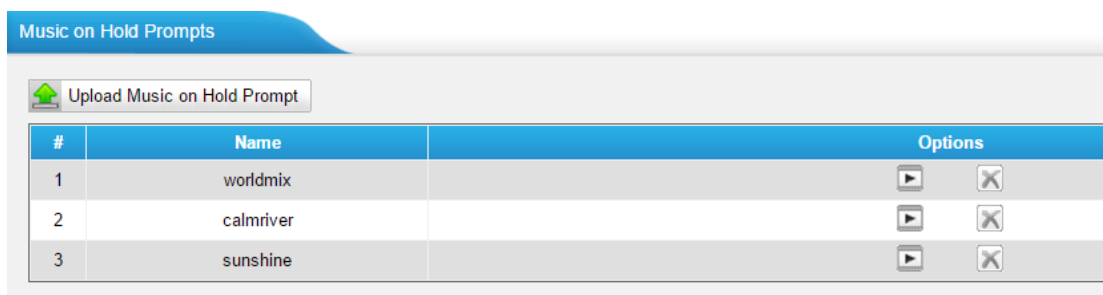 Music on Hold Prompts
Upload Music on Hold Prompt
# Name Options
1 worldmix
2 calmriver
3 sunshine